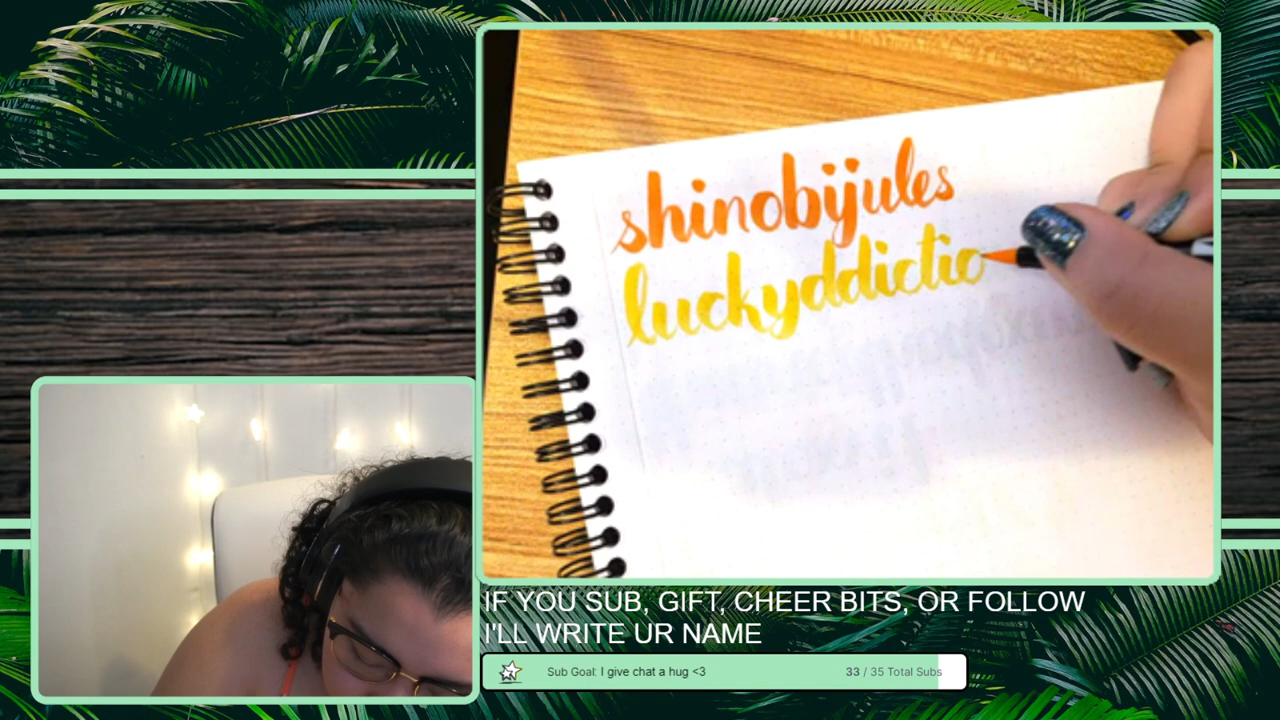 shinobijules
luckyddictio
IF YOU SUB, GIFT, CHEER BITS, OR FOLLOW
I'LL WRITE UR NAME
Sub Goal: I give chat a hug <3 33 / 35 Total Subs